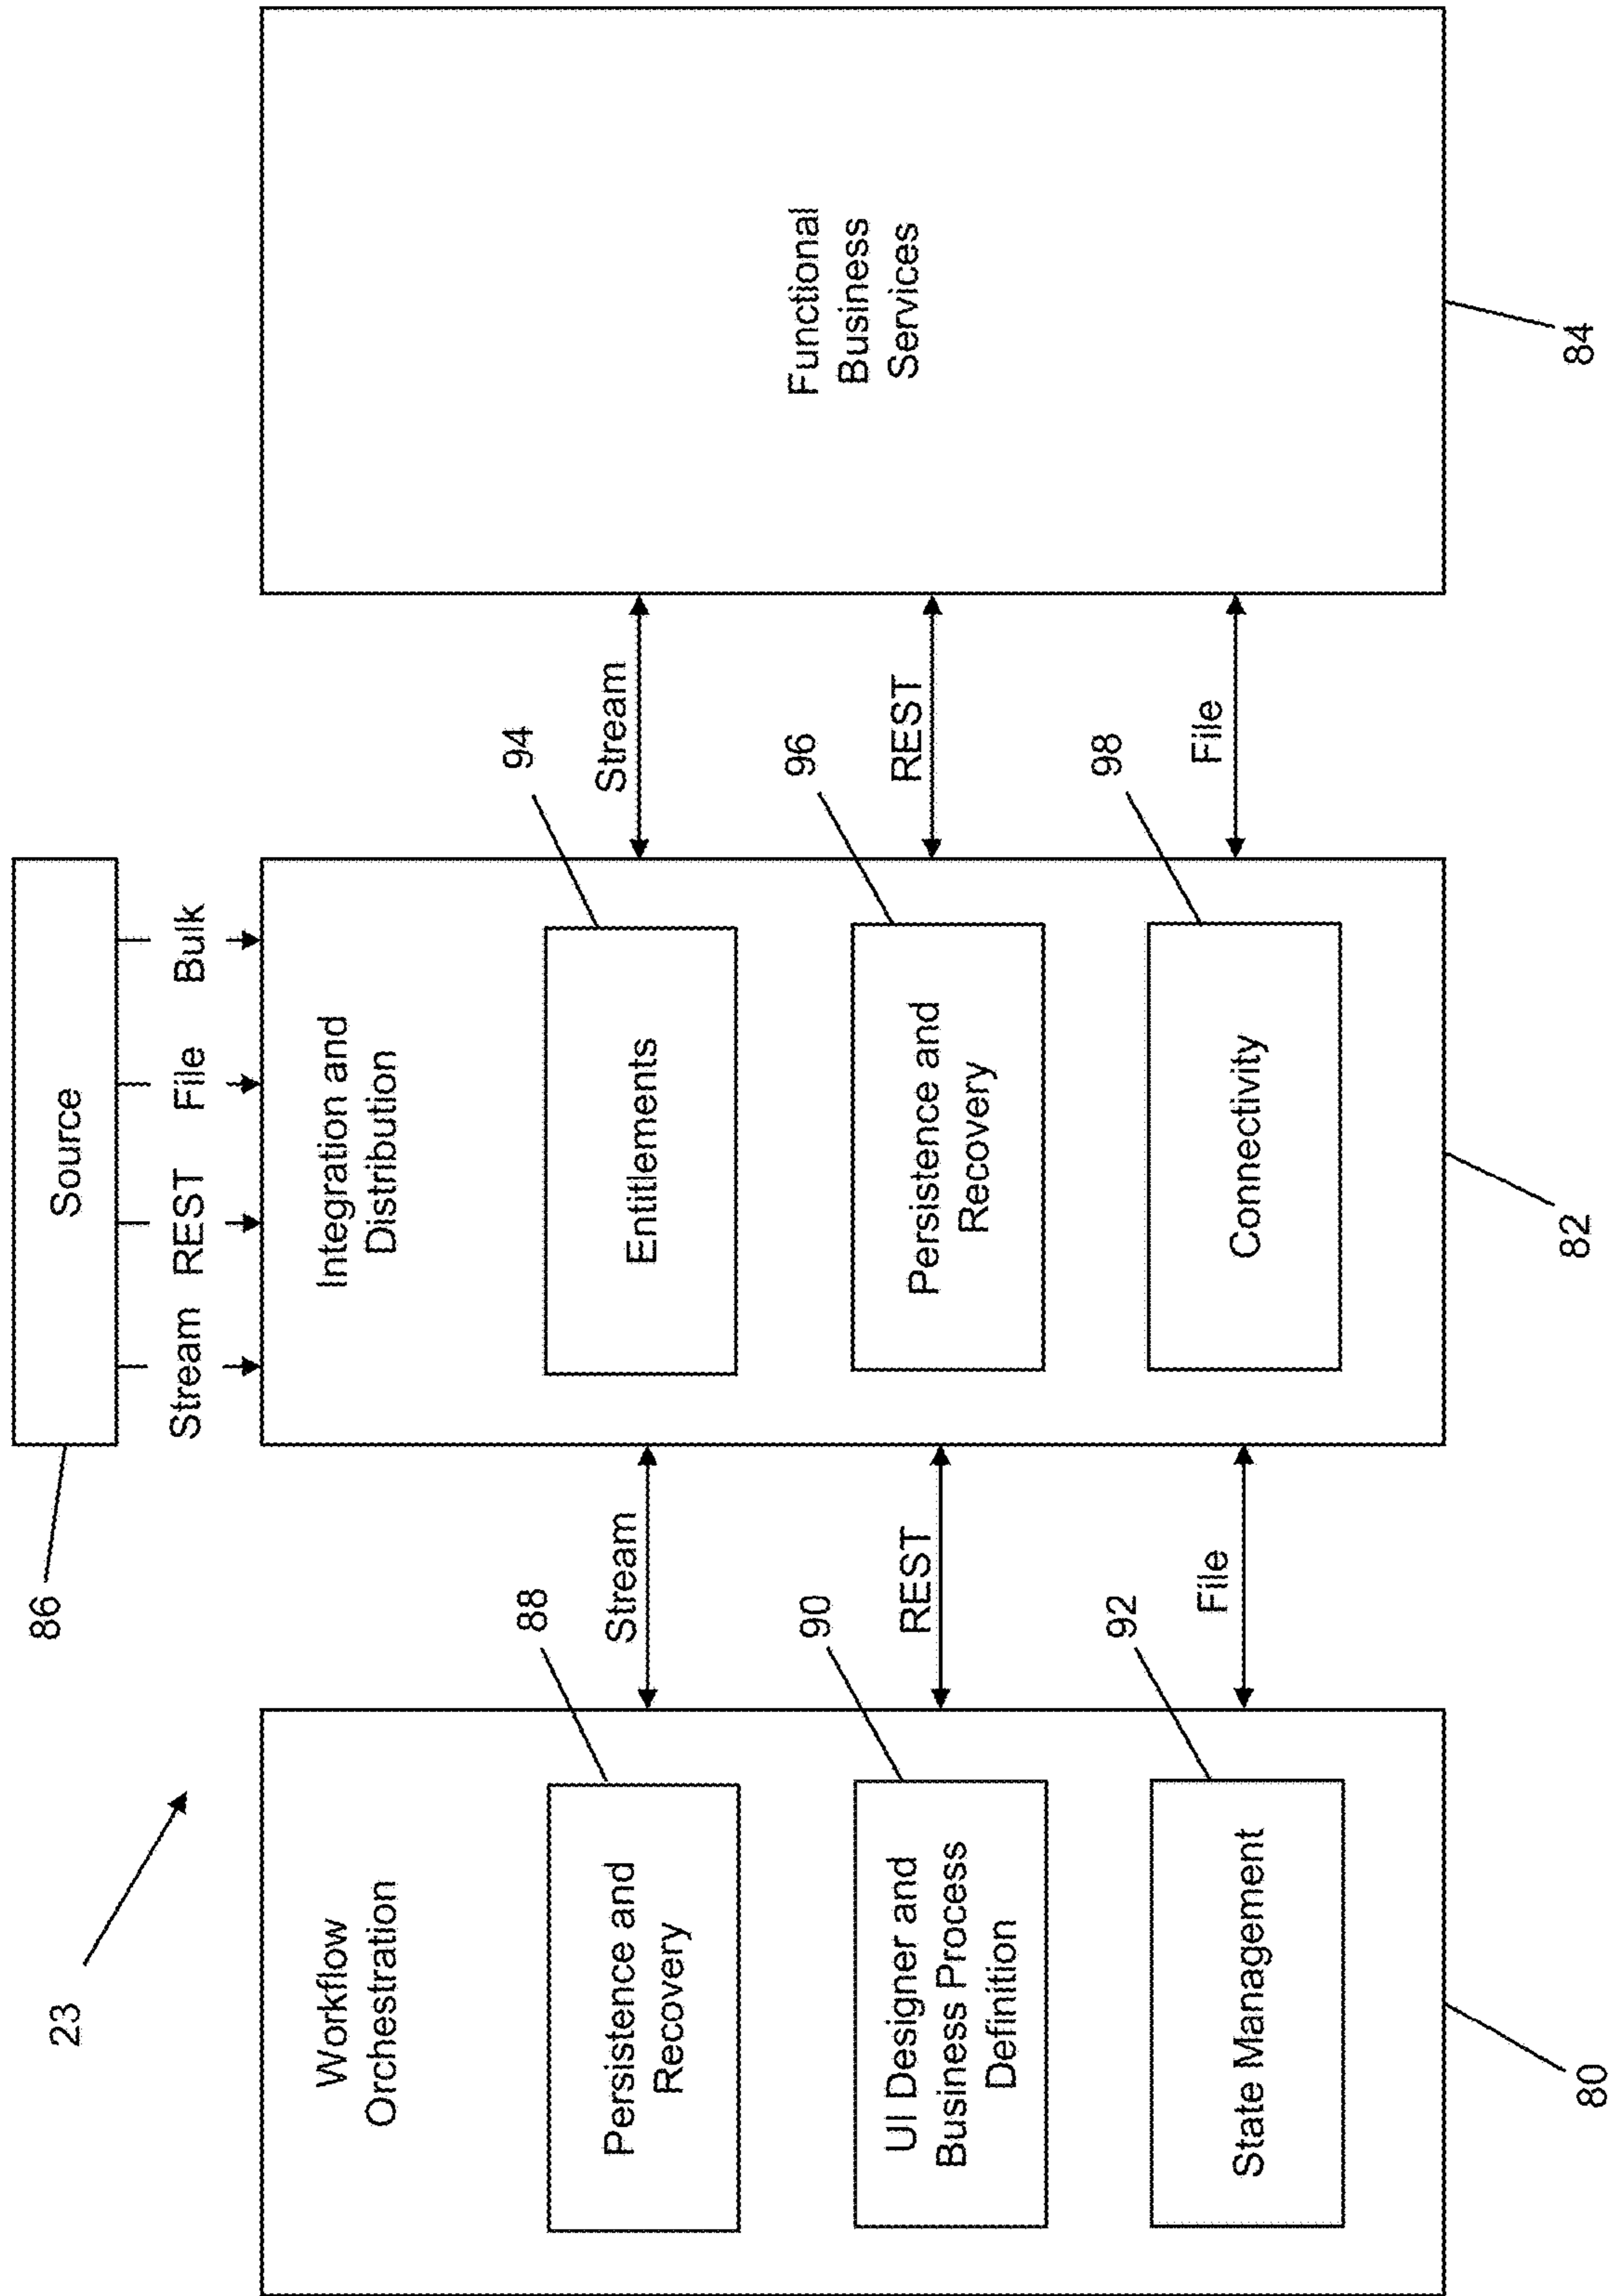 23
86
Source
Stream REST File Bulk
Workflow
Orchestration
88
Persistence and
Recovery
90
UI Designer and
Business Process
Definition
92
State Management
80
Stream
REST
File
Integration and
Distribution
94
Entitlements
96
Persistence and
Recovery
98
Connectivity
82
Stream
REST
File
Functional
Business
Services
84